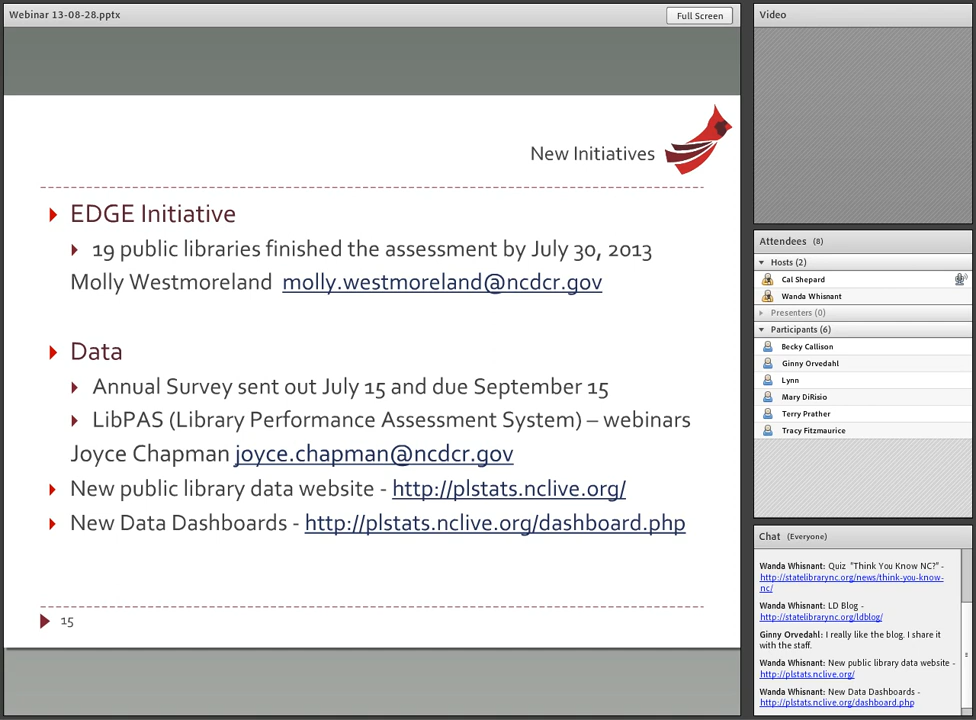 Webinar 13-08-28.pptx
Full Screen
New Initiatives
EDGE Initiative
19 public libraries finished the assessment by July 30, 2013
Molly Westmoreland molly.westmoreland@ncdcr.gov
Data
Annual Survey sent out July 15 and due September 15
LibPAS (Library Performance Assessment System) – webinars
Joyce Chapman joyce.chapman@ncdcr.gov
New public library data website - http://plstats.nclive.org/
New Data Dashboards - http://plstats.nclive.org/dashboard.php
15
Video
Attendees (8)
Hosts (2)
Cal Shepard
Wanda Whisnant
Presenters (0)
Participants (6)
Becky Callison
Ginny Orvedahl
Lynn
Mary DiRisio
Terry Prather
Tracy Fitzmaurice
Chat (Everyone)
Wanda Whisnant: Quiz "Think You Know NC?" -
http://statelibrarync.org/news/think-you-know-
nc/
Wanda Whisnant: LD Blog -
http://statelibrarync.org/ldblog/
Ginny Orvedahl: I really like the blog. I share it
with the staff.
Wanda Whisnant: New public library data website -
http://plstats.nclive.org/
Wanda Whisnant: New Data Dashboards -
http://plstats.nclive.org/dashboard.php